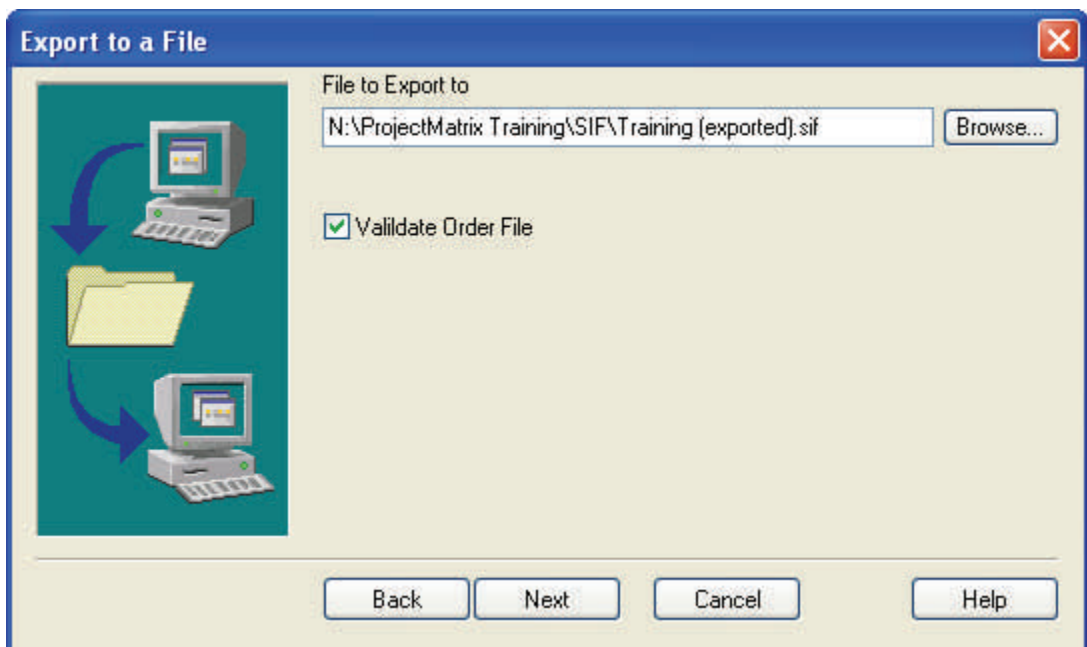 Export to a File
File to Export to
N:\ProjectMatrix Training\SIF\Training (exported).sif
Browse...
Valildate Order File
Back
Next
Cancel
Help